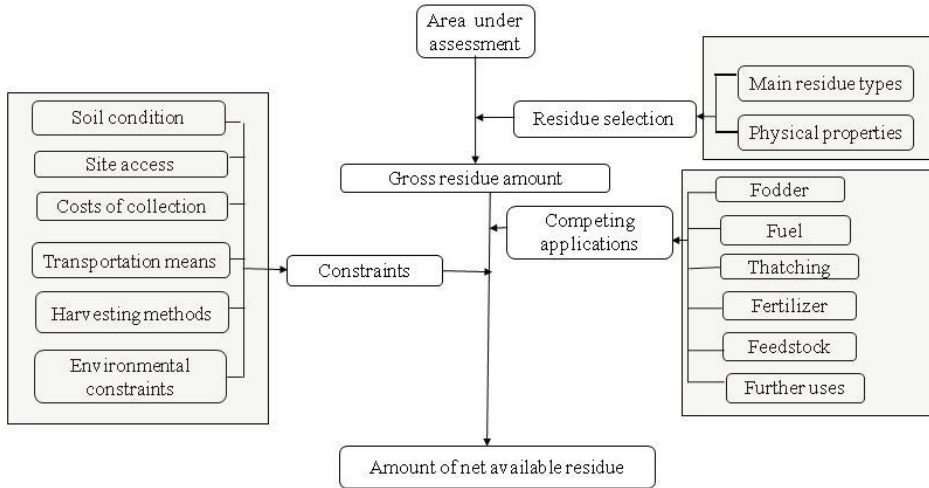 Area under
assessment
Main residue types
Residue selection
Physical properties
Soil condition
Site access
Costs of collection
Transportation means
Harvesting methods
Environmental
constraints
Constraints
Gross residue amount
Competing
applications
Fodder
Fuel
Thatching
Fertilizer
Feedstock
Further uses
Amount of net available residue